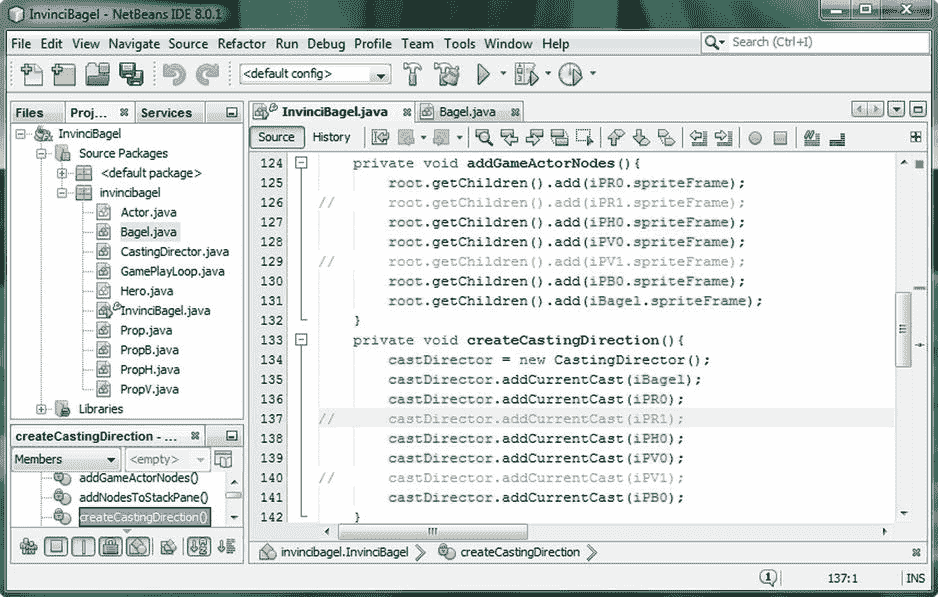 InvinciBagel - NetBeans IDE 8.0.1
File Edit View Navigate Source Refactor Run Debug Profile Team Tools Window Help
Search (Ctrl+I)
<default config>
Files Proj... Services
InvinciBagel
Source Packages
<default package>
invincibagel
Actor.java
Bagel.java
CastingDirector.java
GamePlayLoop.java
Hero.java
InvinciBagel.java
Prop.java
PropB.java
PropH.java
PropV.java
Libraries
createCastingDirection - ...
Members <empty>
addGameActorNodes()
addNodesToStackPane()
createCastingDirection()
InvinciBagel.java Bagel.java
Source History
124 private void addGameActorNodes(){
125 root.getChildren().add(iPR0.spriteFrame);
126 // root.getChildren().add(iPR1.spriteFrame);
127 root.getChildren().add(iPH0.spriteFrame);
128 root.getChildren().add(iPV0.spriteFrame);
129 // root.getChildren().add(iPV1.spriteFrame);
130 root.getChildren().add(iPB0.spriteFrame);
131 root.getChildren().add(iBagel.spriteFrame);
132 }
133 private void createCastingDirection(){
134 castDirector = new CastingDirector();
135 castDirector.addCurrentCast(iBagel);
136 castDirector.addCurrentCast(iPR0);
137 // castDirector.addCurrentCast(iPR1);
138 castDirector.addCurrentCast(iPH0);
139 castDirector.addCurrentCast(iPV0);
140 // castDirector.addCurrentCast(iPV1);
141 castDirector.addCurrentCast(iPB0);
142 }
invincibagel.InvinciBagel createCastingDirection
1 137:1 INS